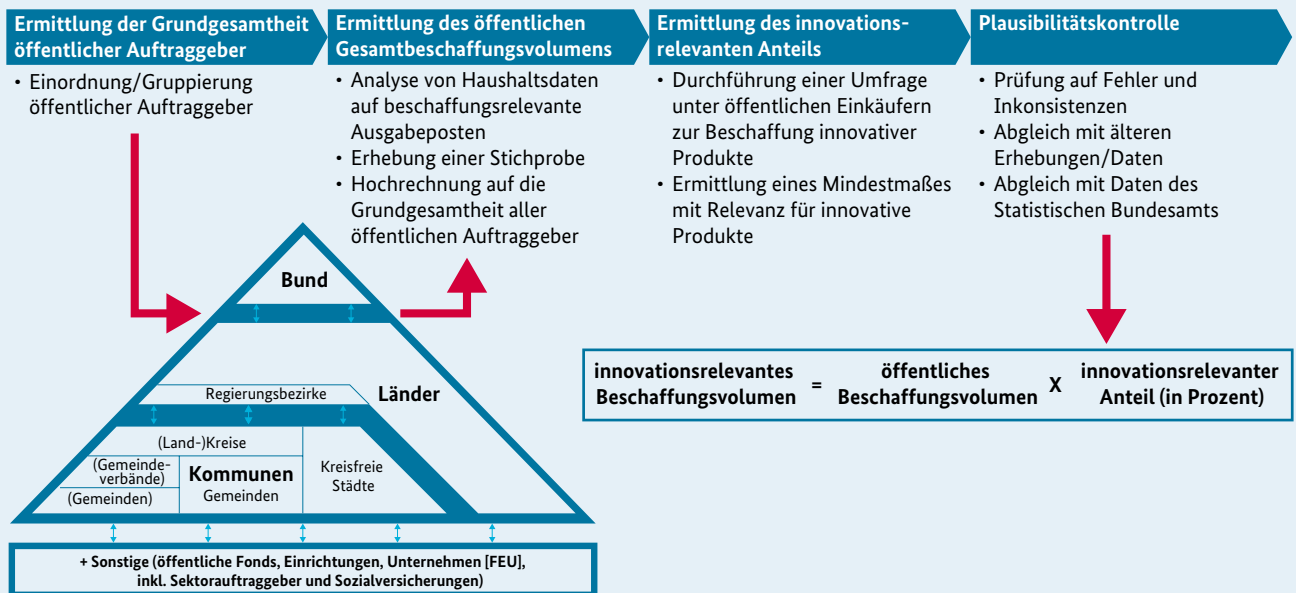 Ermittlung der Grundgesamtheit
öffentlicher Auftraggeber
• Einordnung/Gruppierung
öffentlicher Auftraggeber
Ermittlung des öffentlichen
Gesamtbeschaffungsvolumens
• Analyse von Haushaltsdaten
auf beschaffungsrelevante
Ausgabeposten
• Erhebung einer Stichprobe
• Hochrechnung auf die
Grundgesamtheit aller
öffentlichen Auftraggeber
Ermittlung des innovations-
relevanten Anteils
• Durchführung einer Umfrage
unter öffentlichen Einkäufern
zur Beschaffung innovativer
Produkte
• Ermittlung eines Mindestmaßes
mit Relevanz für innovative
Produkte
Plausibilitätskontrolle
• Prüfung auf Fehler und
Inkonsistenzen
• Abgleich mit älteren
Erhebungen/Daten
• Abgleich mit Daten des
Statistischen Bundesamts
Bund
Länder
Regierungsbezirke
(Land-)Kreise
(Gemeinde-
verbände)
(Gemeinden)
Kommunen
Gemeinden
Kreisfreie
Städte
+ Sonstige (öffentliche Fonds, Einrichtungen, Unternehmen [FEU],
inkl. Sektorauftraggeber und Sozialversicherungen)
innovationsrelevantes
Beschaffungsvolumen
=
öffentliches
Beschaffungsvolumen
X
innovationsrelevanter
Anteil (in Prozent)